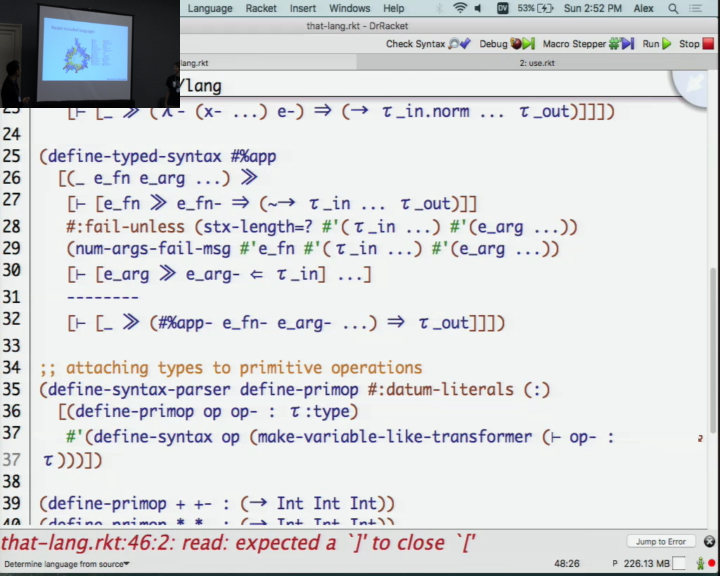 Language Racket Insert Windows Help 53% Sun 2:52 PM Alex
that-lang.rkt - DrRacket
Check Syntax Debug Macro Stepper Run Stop
lang.rkt 2: use.rkt
/lang
[⊢ [_ ≫ (λ- (x- ...) e-) ⇒ (→ τ_in.norm ... τ_out)]]])
24
25 (define-typed-syntax #%app
26 [(_ e_fn e_arg ...) ≫
27 [⊢ [e_fn ≫ e_fn- ⇒ (~→ τ_in ... τ_out)]]
28 #:fail-unless (stx-length=? #'(τ_in ...) #'(e_arg ...))
29 (num-args-fail-msg #'e_fn #'(τ_in ...) #'(e_arg ...))
30 [⊢ [e_arg ≫ e_arg- ⇐ τ_in] ...]
31 --------
32 [⊢ [_ ≫ (#%app- e_fn- e_arg- ...) ⇒ τ_out]]])
33
34 ;; attaching types to primitive operations
35 (define-syntax-parser define-primop #:datum-literals (:)
36 [(define-primop op op- : τ:type)
37 #'(define-syntax op (make-variable-like-transformer (⊢ op- :
37 τ)))])
38
39 (define-primop + +- : (→ Int Int Int))
40 (define-primop * *- : (→ Int Int Int))
that-lang.rkt:46:2: read: expected a `]' to close `['
Jump to Error
Determine language from source 48:26 P 226.13 MB